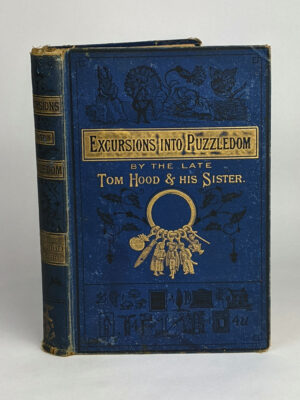 EXCURSIONS INTO PUZZLEDOM
BY THE LATE
TOM HOOD & HIS SISTER.